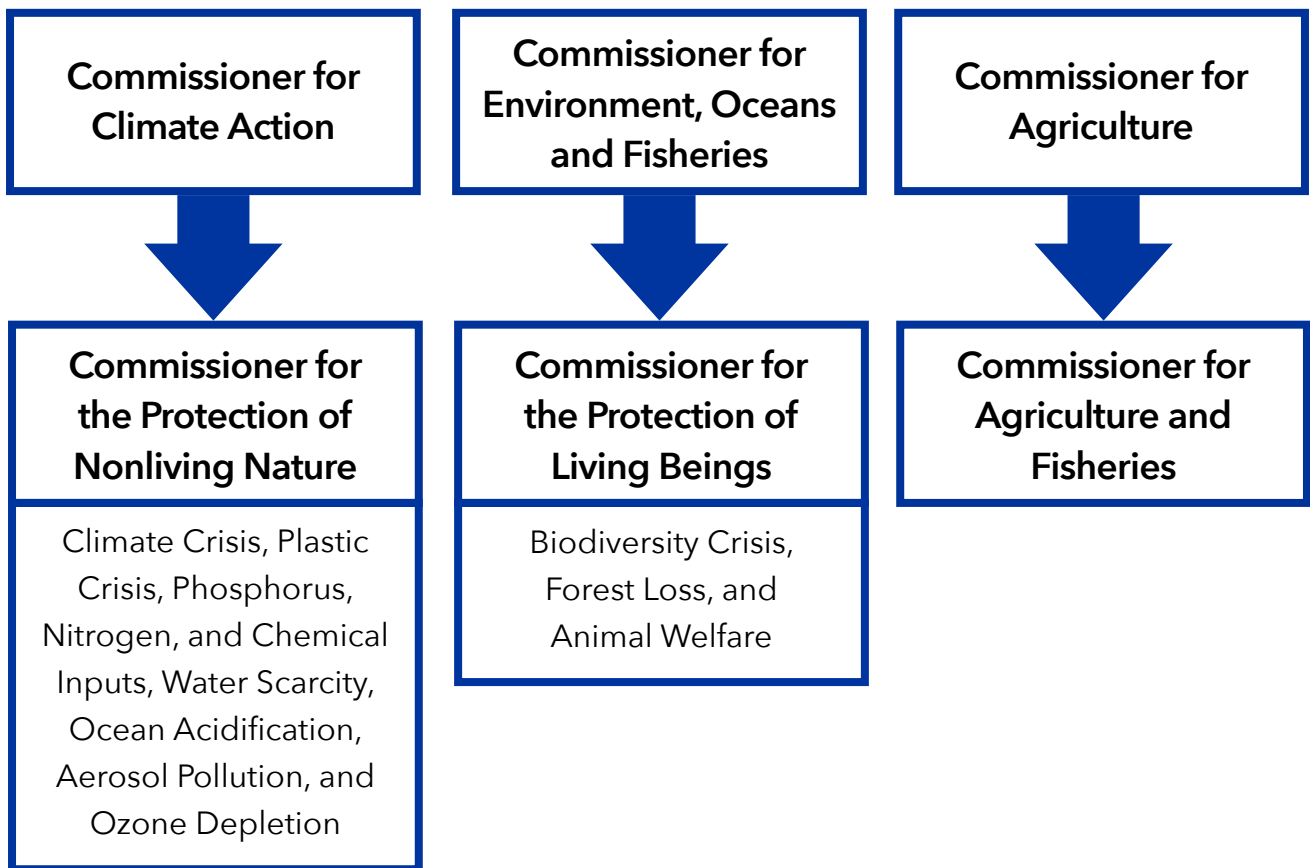 Commissioner for
Climate Action
Commissioner for
Environment, Oceans
and Fisheries
Commissioner for
Agriculture
Commissioner for
the Protection of
Nonliving Nature
Climate Crisis, Plastic
Crisis, Phosphorus,
Nitrogen, and Chemical
Inputs, Water Scarcity,
Ocean Acidification,
Aerosol Pollution, and
Ozone Depletion
Commissioner for
the Protection of
Living Beings
Biodiversity Crisis,
Forest Loss, and
Animal Welfare
Commissioner for
Agriculture and
Fisheries